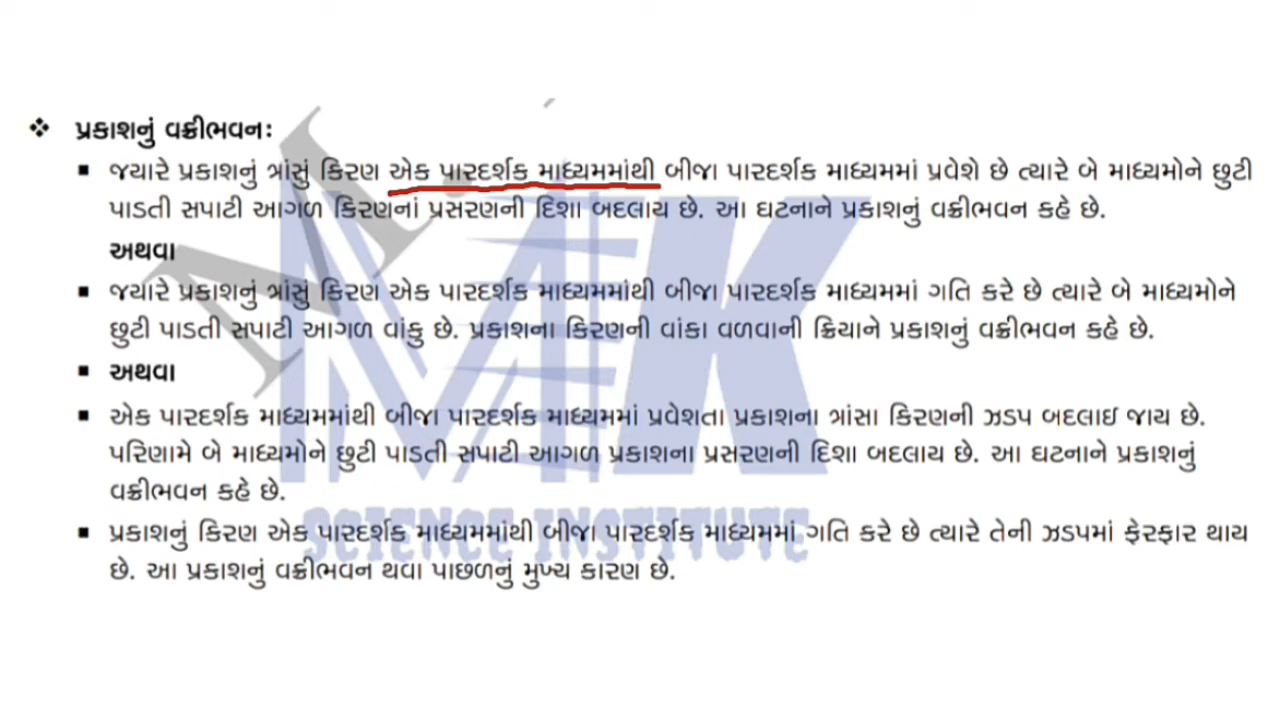 ❖ પ્રકાશનું વક્રીભવનઃ
▪ જયારે પ્રકાશનું ત્રાંસું કિરણ એક પારદર્શક માધ્યમમાંથી બીજા પારદર્શક માધ્યમમાં પ્રવેશે છે ત્યારે બે માધ્યમોને છુટી
પાડતી સપાટી આગળ કિરણનાં પ્રસરણની દિશા બદલાય છે. આ ઘટનાને પ્રકાશનું વક્રીભવન કહે છે.
અથવા
▪ જયારે પ્રકાશનું ત્રાંસું કિરણ એક પારદર્શક માધ્યમમાંથી બીજા પારદર્શક માધ્યમમાં ગતિ કરે છે ત્યારે બે માધ્યમોને
છુટી પાડતી સપાટી આગળ વાંકુ છે. પ્રકાશના કિરણની વાંકા વળવાની ક્રિયાને પ્રકાશનું વક્રીભવન કહે છે.
▪ અથવા
▪ એક પારદર્શક માધ્યમમાંથી બીજા પારદર્શક માધ્યમમાં પ્રવેશતા પ્રકાશના ત્રાંસા કિરણની ઝડપ બદલાઇ જાય છે.
પરિણામે બે માધ્યમોને છુટી પાડતી સપાટી આગળ પ્રકાશના પ્રસરણની દિશા બદલાય છે. આ ઘટનાને પ્રકાશનું
વક્રીભવન કહે છે.
▪ પ્રકાશનું કિરણ એક પારદર્શક માધ્યમમાંથી બીજા પારદર્શક માધ્યમમાં ગતિ કરે છે ત્યારે તેની ઝડપમાં ફેરફાર થાય
છે. આ પ્રકાશનું વક્રીભવન થવા પાછળનું મુખ્ય કારણ છે.
M.
MK
SCIENCE INSTITUTE